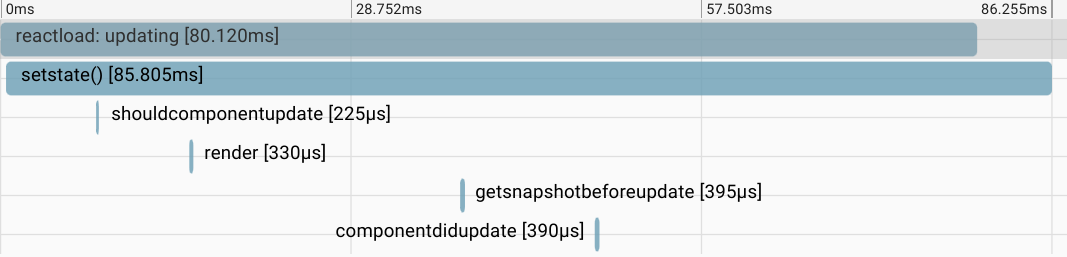 0ms 28.752ms 57.503ms 86.255ms
reactload: updating [80.120ms]
setstate() [85.805ms]
shouldcomponentupdate [225μs]
render [330μs]
getsnapshotbeforeupdate [395μs]
componentdidupdate [390μs]